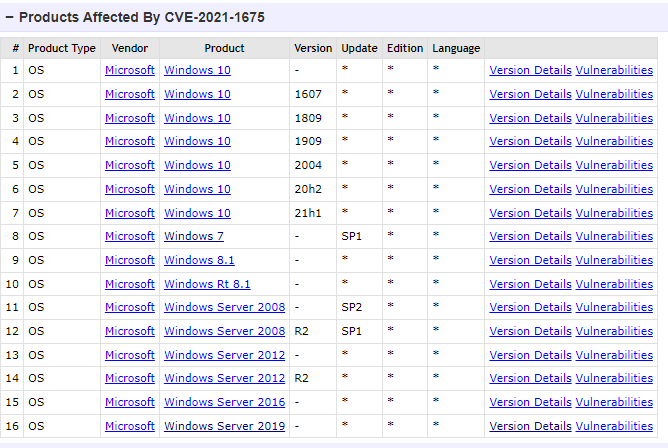 − Products Affected By CVE-2021-1675
# Product Type Vendor Product Version Update Edition Language
1 OS Microsoft Windows 10 - * * * Version Details Vulnerabilities
2 OS Microsoft Windows 10 1607 * * * Version Details Vulnerabilities
3 OS Microsoft Windows 10 1809 * * * Version Details Vulnerabilities
4 OS Microsoft Windows 10 1909 * * * Version Details Vulnerabilities
5 OS Microsoft Windows 10 2004 * * * Version Details Vulnerabilities
6 OS Microsoft Windows 10 20h2 * * * Version Details Vulnerabilities
7 OS Microsoft Windows 10 21h1 * * * Version Details Vulnerabilities
8 OS Microsoft Windows 7 - SP1 * * Version Details Vulnerabilities
9 OS Microsoft Windows 8.1 - * * * Version Details Vulnerabilities
10 OS Microsoft Windows Rt 8.1 - * * * Version Details Vulnerabilities
11 OS Microsoft Windows Server 2008 - SP2 * * Version Details Vulnerabilities
12 OS Microsoft Windows Server 2008 R2 SP1 * * Version Details Vulnerabilities
13 OS Microsoft Windows Server 2012 - * * * Version Details Vulnerabilities
14 OS Microsoft Windows Server 2012 R2 * * * Version Details Vulnerabilities
15 OS Microsoft Windows Server 2016 - * * * Version Details Vulnerabilities
16 OS Microsoft Windows Server 2019 - * * * Version Details Vulnerabilities